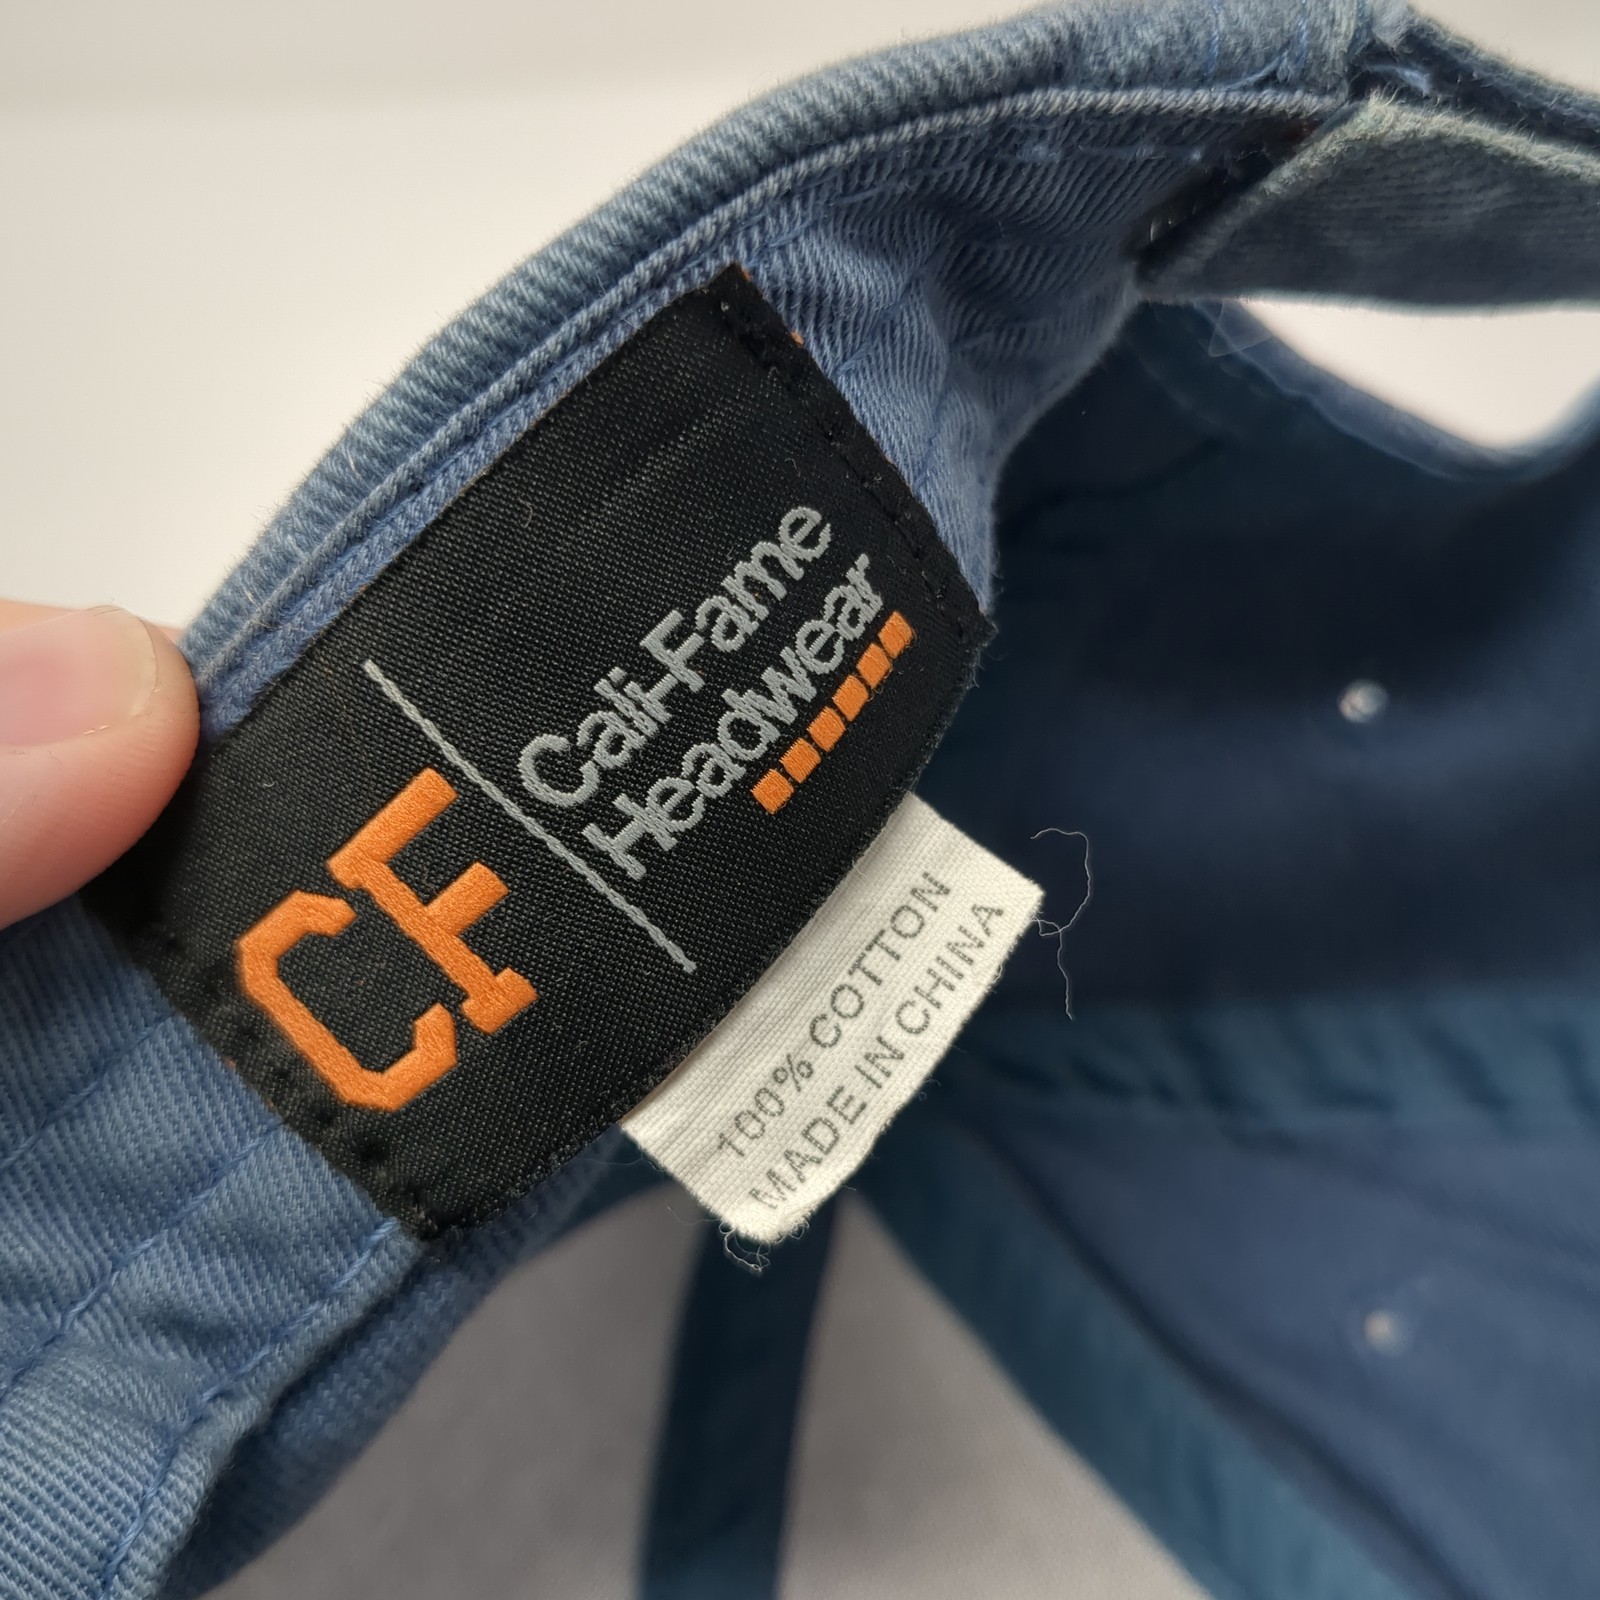 CF
Cali-Fame
Headwear
100% COTTON
MADE IN CHINA